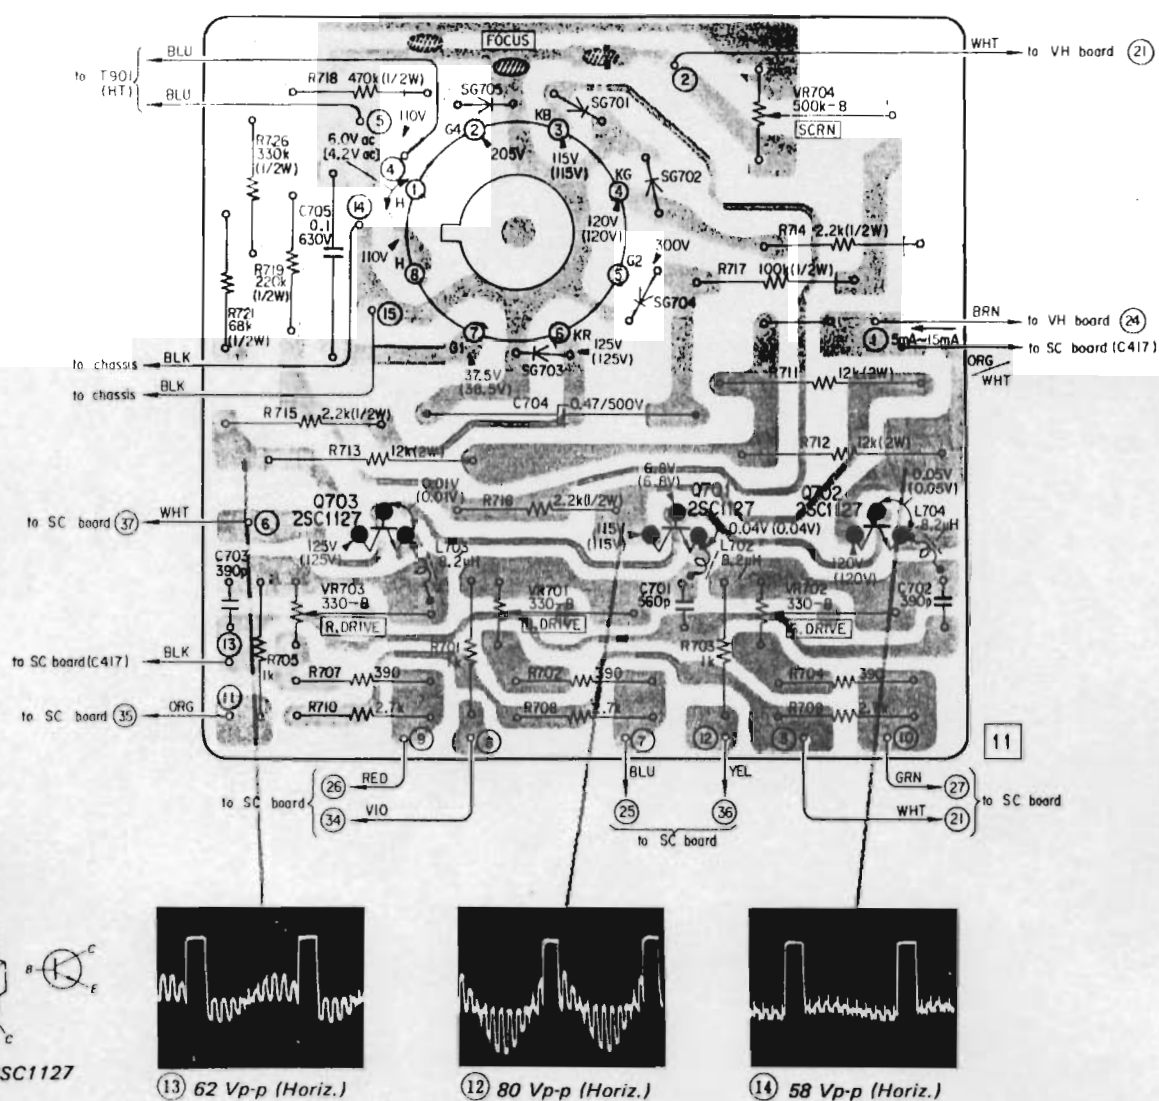 FOCUS
BLU
WHT
to VH board (21)
to T901
(HT)
BLU
R718 470k(1/2W)
SG705
SG701
(2)
VR704
500k-B
SCRN
(5)
110V
6.0V ac
[4.2V ac]
R726
330k
(1/2W)
G4 (2)
205V
KB (3)
115V
(115V)
SG702
(4)
(1)
H
KG
(4)
120V
(120V)
C705
0.1
630V
(14)
R714 2.2k(1/2W)
110V
H
(8)
G2
(5)
300V
SG704
R717 100k(1/2W)
R719
220k
(1/2W)
R721
68k
(1/2W)
(15)
(7)
G1
(6)
KR
125V
(125V)
SG703
37.5V
(38.5V)
BRN
to VH board (24)
(4) 5mA~15mA
to SC board (C417)
ORG
WHT
BLK
to chassis
BLK
to chassis
R711 12k(2W)
C704 0.47/500V
R715 2.2k(1/2W)
R713 12k(2W)
R712 12k(2W)
0.01V
(0.01V)
6.8V
(6.8V)
0.05V
(0.05V)
Q703
2SC1127
R716 2.2k(1/2W)
Q701
2SC1127
Q702
2SC1127
L704
8.2μH
WHT
to SC board (37)
(6)
0.04V (0.04V)
125V
(125V)
L703
8.2μH
115V
(115V)
L702
8.2μH
120V
(120V)
C703
390p
VR703
330-B
R.DRIVE
VR701
330-B
C701
560p
VR702
330-B
C702
390p
(13)
BLK
to SC board (C417)
R705
1k
R701
1k
R703
1k
R707 390
R702 390
R704 390
(11)
ORG
to SC board (35)
R710 2.7k
R708 2.7k
R709
(9)
(7)
(12)
(10)
11
(26) RED
to SC board
(34) VIO
BLU
(25)
YEL
(36)
to SC board
GRN (27)
WHT (21)
to SC board
B
C
E
C
SC1127
(13) 62 Vp-p (Horiz.)
(12) 80 Vp-p (Horiz.)
(14) 58 Vp-p (Horiz.)